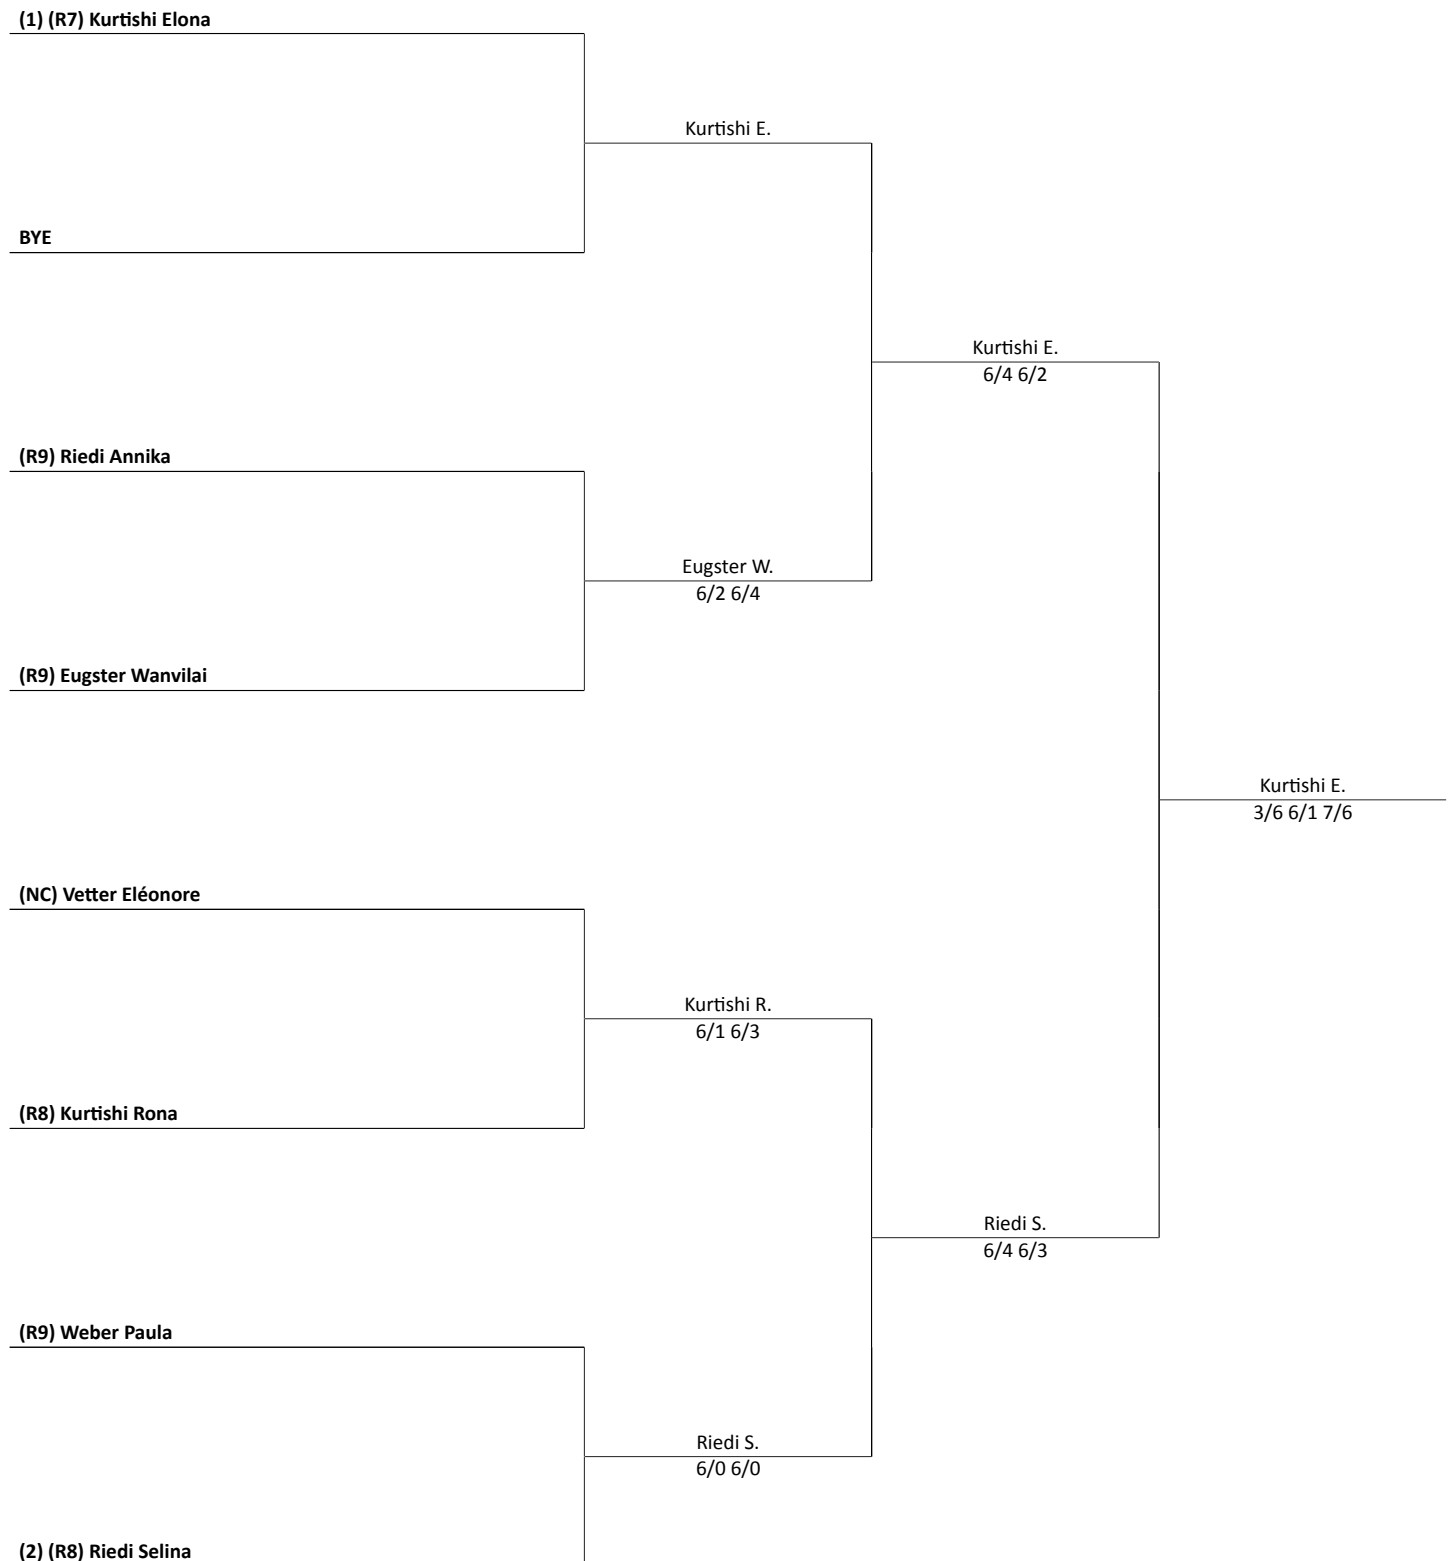 (1) (R7) Kurtishi Elona
Kurtishi E.
BYE
Kurtishi E.
6/4 6/2
(R9) Riedi Annika
Eugster W.
6/2 6/4
(R9) Eugster Wanvilai
Kurtishi E.
3/6 6/1 7/6
(NC) Vetter Eléonore
Kurtishi R.
6/1 6/3
(R8) Kurtishi Rona
Riedi S.
6/4 6/3
(R9) Weber Paula
Riedi S.
6/0 6/0
(2) (R8) Riedi Selina